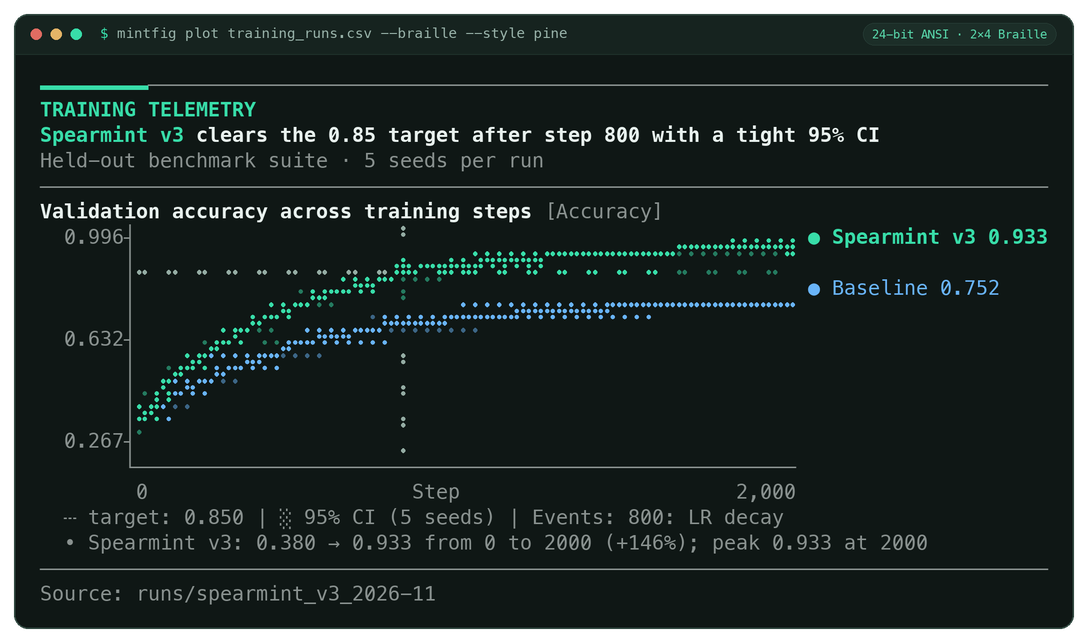 $ mintfig plot training_runs.csv --braille --style pine
24-bit ANSI · 2×4 Braille
TRAINING TELEMETRY
Spearmint v3 clears the 0.85 target after step 800 with a tight 95% CI
Held-out benchmark suite · 5 seeds per run
Validation accuracy across training steps [Accuracy]
0.996
Spearmint v3 0.933
Baseline 0.752
0.632
0.267
0 Step 2,000
┄ target: 0.850 | ░ 95% CI (5 seeds) | Events: 800: LR decay
• Spearmint v3: 0.380 → 0.933 from 0 to 2000 (+146%); peak 0.933 at 2000
Source: runs/spearmint_v3_2026-11